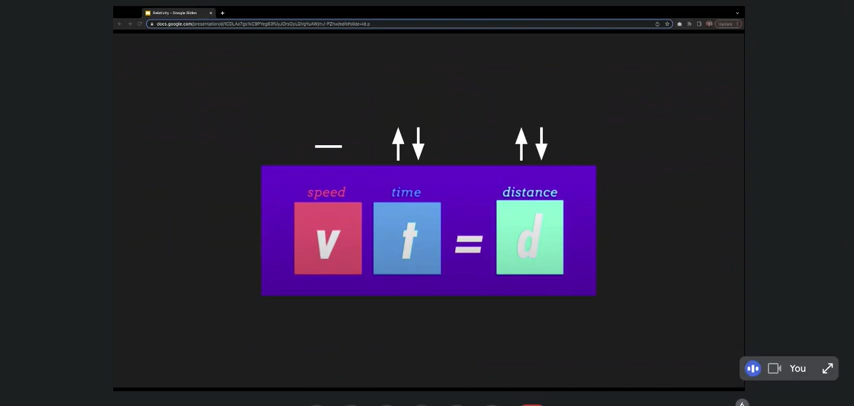 Relativity - Google Slides
speed time distance
v t = d
You